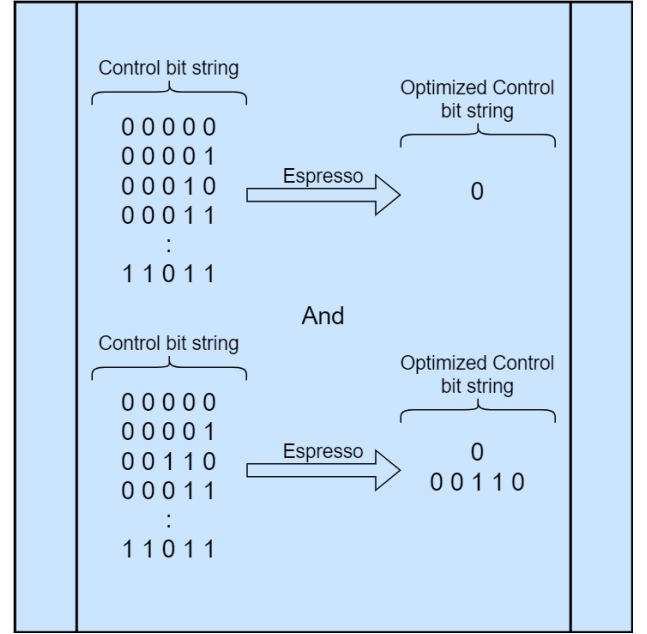 Control bit string
Optimized Control
bit string
0 0 0 0 0
0 0 0 0 1
0 0 0 1 0
0 0 0 1 1
:
1 1 0 1 1
Espresso
0
And
Control bit string
Optimized Control
bit string
0 0 0 0 0
0 0 0 0 1
0 0 1 1 0
0 0 0 1 1
:
1 1 0 1 1
Espresso
0
0 0 1 1 0